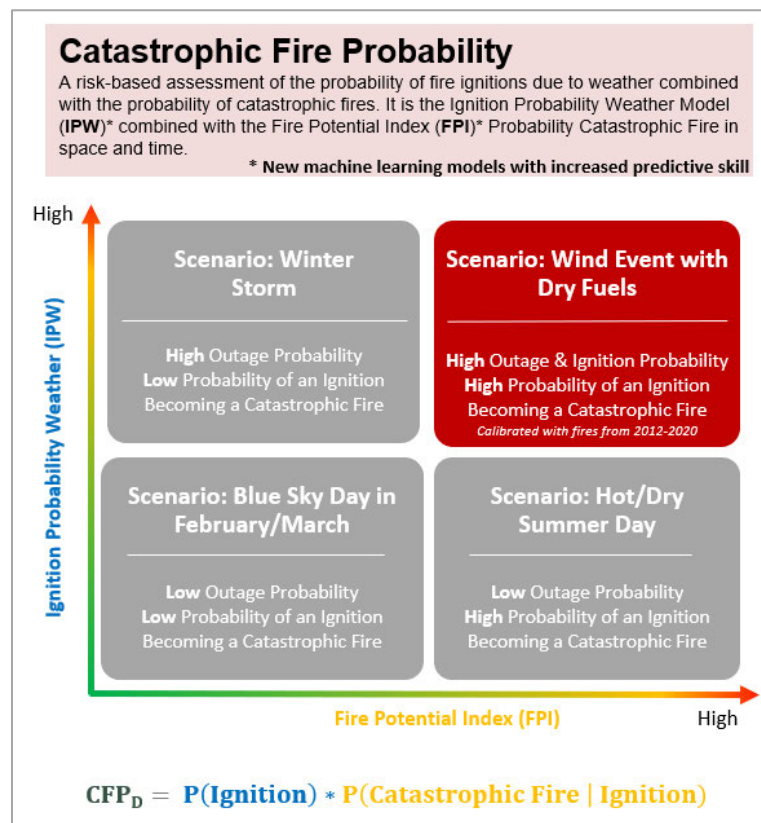 Catastrophic Fire Probability
A risk-based assessment of the probability of fire ignitions due to weather combined
with the probability of catastrophic fires. It is the Ignition Probability Weather Model
(IPW)* combined with the Fire Potential Index (FPI)* Probability Catastrophic Fire in
space and time.
* New machine learning models with increased predictive skill
High
Ignition Probability Weather (IPW)
Scenario: Winter
Storm
High Outage Probability
Low Probability of an Ignition
Becoming a Catastrophic Fire
Scenario: Wind Event with
Dry Fuels
High Outage & Ignition Probability
High Probability of an Ignition
Becoming a Catastrophic Fire
Calibrated with fires from 2012-2020
Scenario: Blue Sky Day in
February/March
Low Outage Probability
Low Probability of an Ignition
Becoming a Catastrophic Fire
Scenario: Hot/Dry
Summer Day
Low Outage Probability
High Probability of an Ignition
Becoming a Catastrophic Fire
Fire Potential Index (FPI)
High
CFP_D = P(Ignition) * P(Catastrophic Fire | Ignition)